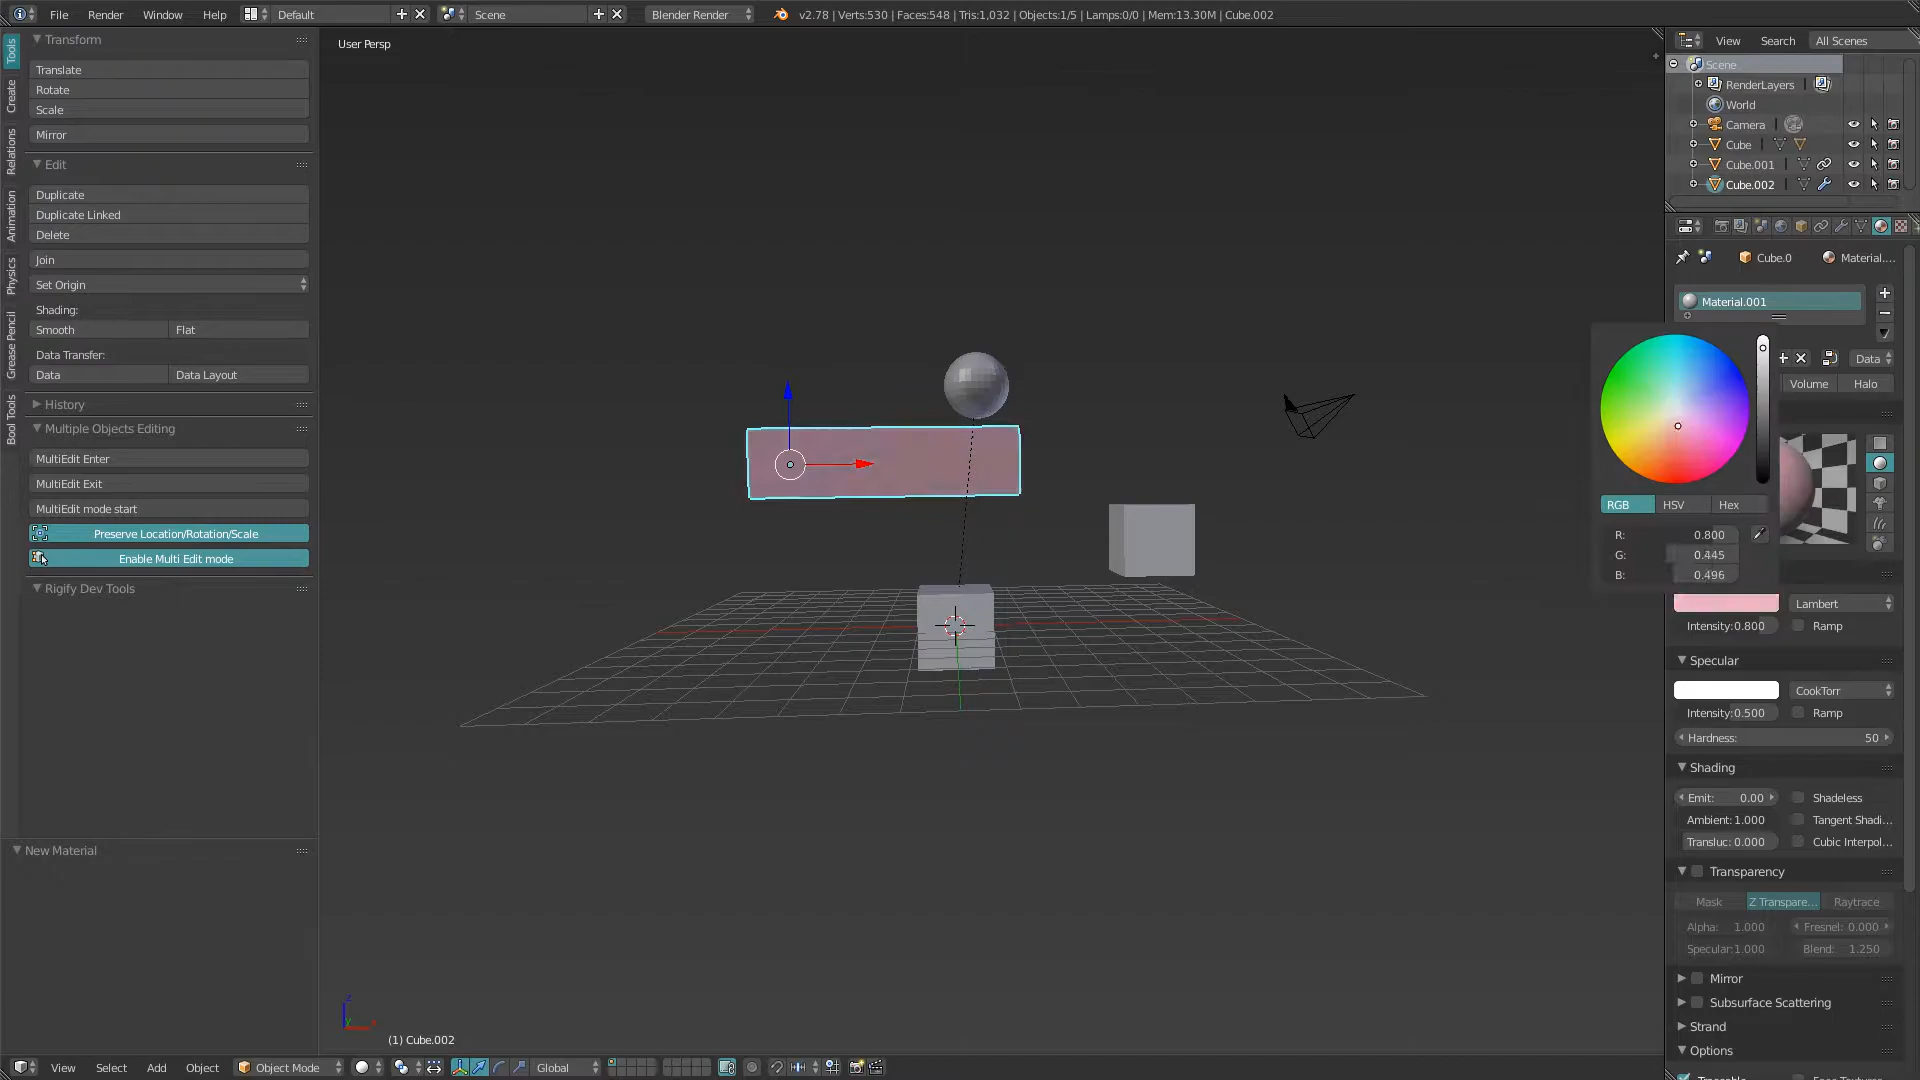 File Render Window Help Default Scene Blender Render v2.78 | Verts:530 | Faces:548 | Tris:1,032 | Objects:1/5 | Lamps:0/0 | Mem:13.30M | Cube.002
Tools
Create
Relations
Animation
Physics
Grease Pencil
Bool Tools
Transform
Translate
Rotate
Scale
Mirror
Edit
Duplicate
Duplicate Linked
Delete
Join
Set Origin
Shading:
Smooth Flat
Data Transfer:
Data Data Layout
History
Multiple Objects Editing
MultiEdit Enter
MultiEdit Exit
MultiEdit mode start
Preserve Location/Rotation/Scale
Enable Multi Edit mode
Rigify Dev Tools
New Material
User Persp
z
y
x
(1) Cube.002
View Select Add Object Object Mode Global
View Search All Scenes
Scene
RenderLayers
World
Camera
Cube
Cube.001
Cube.002
Cube.0 Material....
Material.001
Data
Volume Halo
RGB HSV Hex
R: 0.800
G: 0.445
B: 0.496
Lambert
Intensity:0.800 Ramp
Specular
CookTorr
Intensity:0.500 Ramp
Hardness: 50
Shading
Emit: 0.00 Shadeless
Ambient:1.000 Tangent Shadi...
Transluc: 0.000 Cubic Interpol...
Transparency
Mask Z Transpare... Raytrace
Alpha: 1.000 Fresnel: 0.000
Specular:1.000 Blend: 1.250
Mirror
Subsurface Scattering
Strand
Options